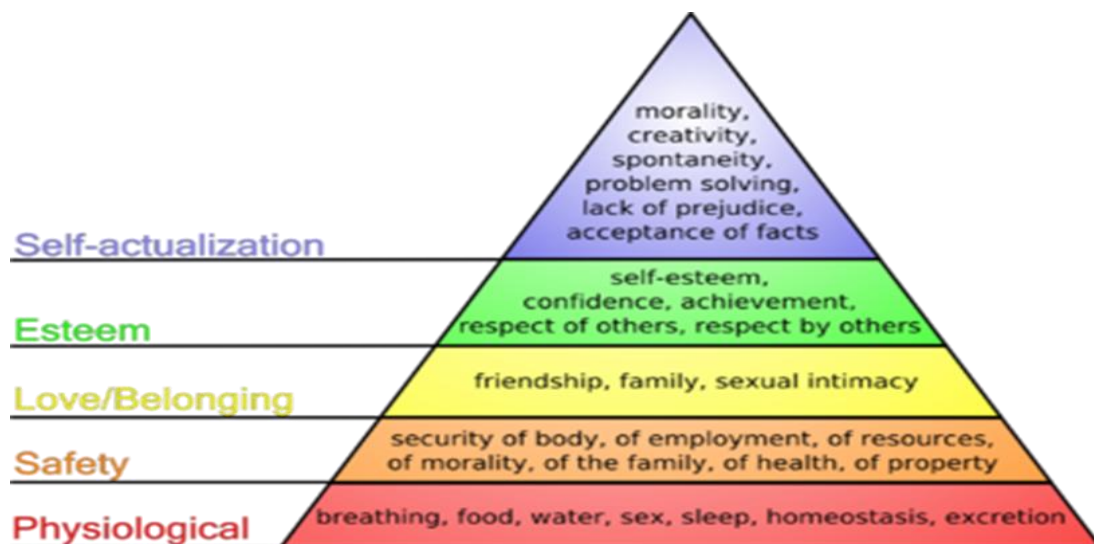 morality,
creativity,
spontaneity,
problem solving,
lack of prejudice,
acceptance of facts
Self-actualization
self-esteem,
confidence, achievement,
respect of others, respect by others
Esteem
friendship, family, sexual intimacy
Love/Belonging
security of body, of employment, of resources,
of morality, of the family, of health, of property
Safety
breathing, food, water, sex, sleep, homeostasis, excretion
Physiological